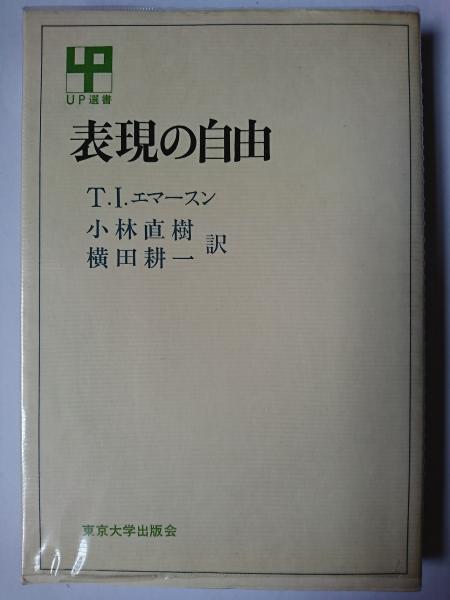 UP選書
表現の自由
T.I.エマースン
小林直樹
横田耕一 訳
東京大学出版会